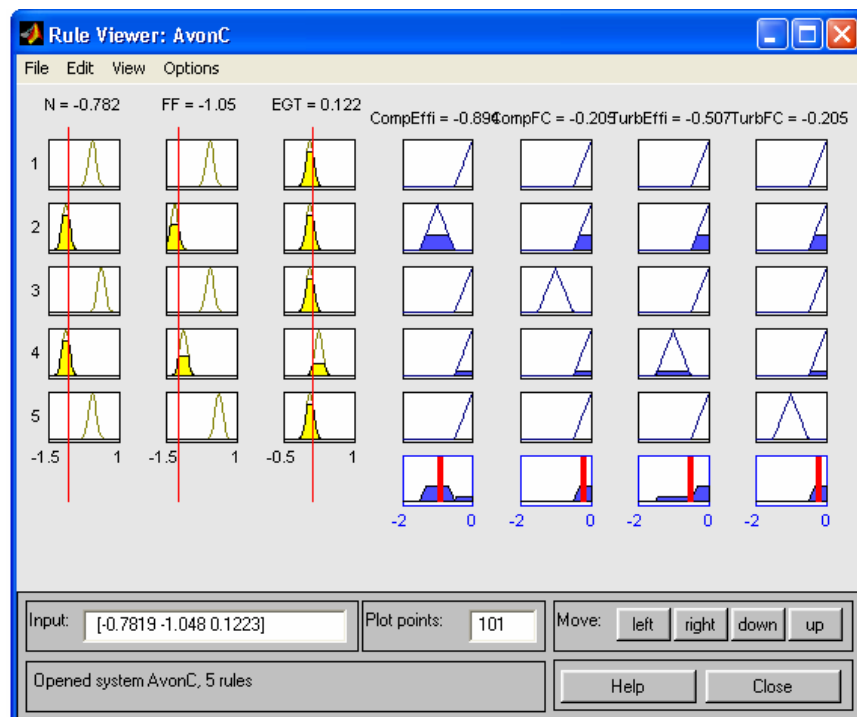 Rule Viewer: AvonC
File Edit View Options
N = -0.782 FF = -1.05 EGT = 0.122 CompEffi = -0.894 CompFC = -0.205 TurbEffi = -0.507 TurbFC = -0.205
1
2
3
4
5
-1.5 1 -1.5 1 -0.5 1
-2 0 -2 0 -2 0 -2 0
Input: [-0.7819 -1.048 0.1223] Plot points: 101 Move: left right down up
Opened system AvonC, 5 rules Help Close